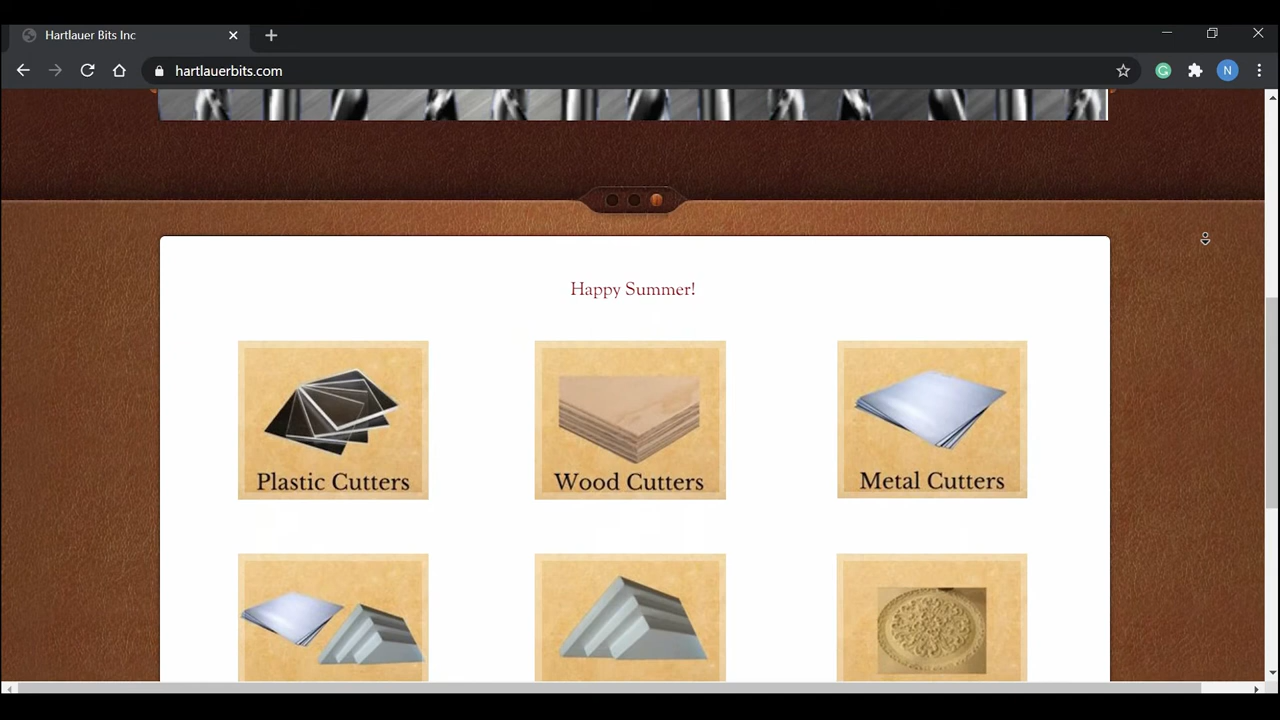 Hartlauer Bits Inc
hartlauerbits.com
N
Happy Summer!
Plastic Cutters
Wood Cutters
Metal Cutters